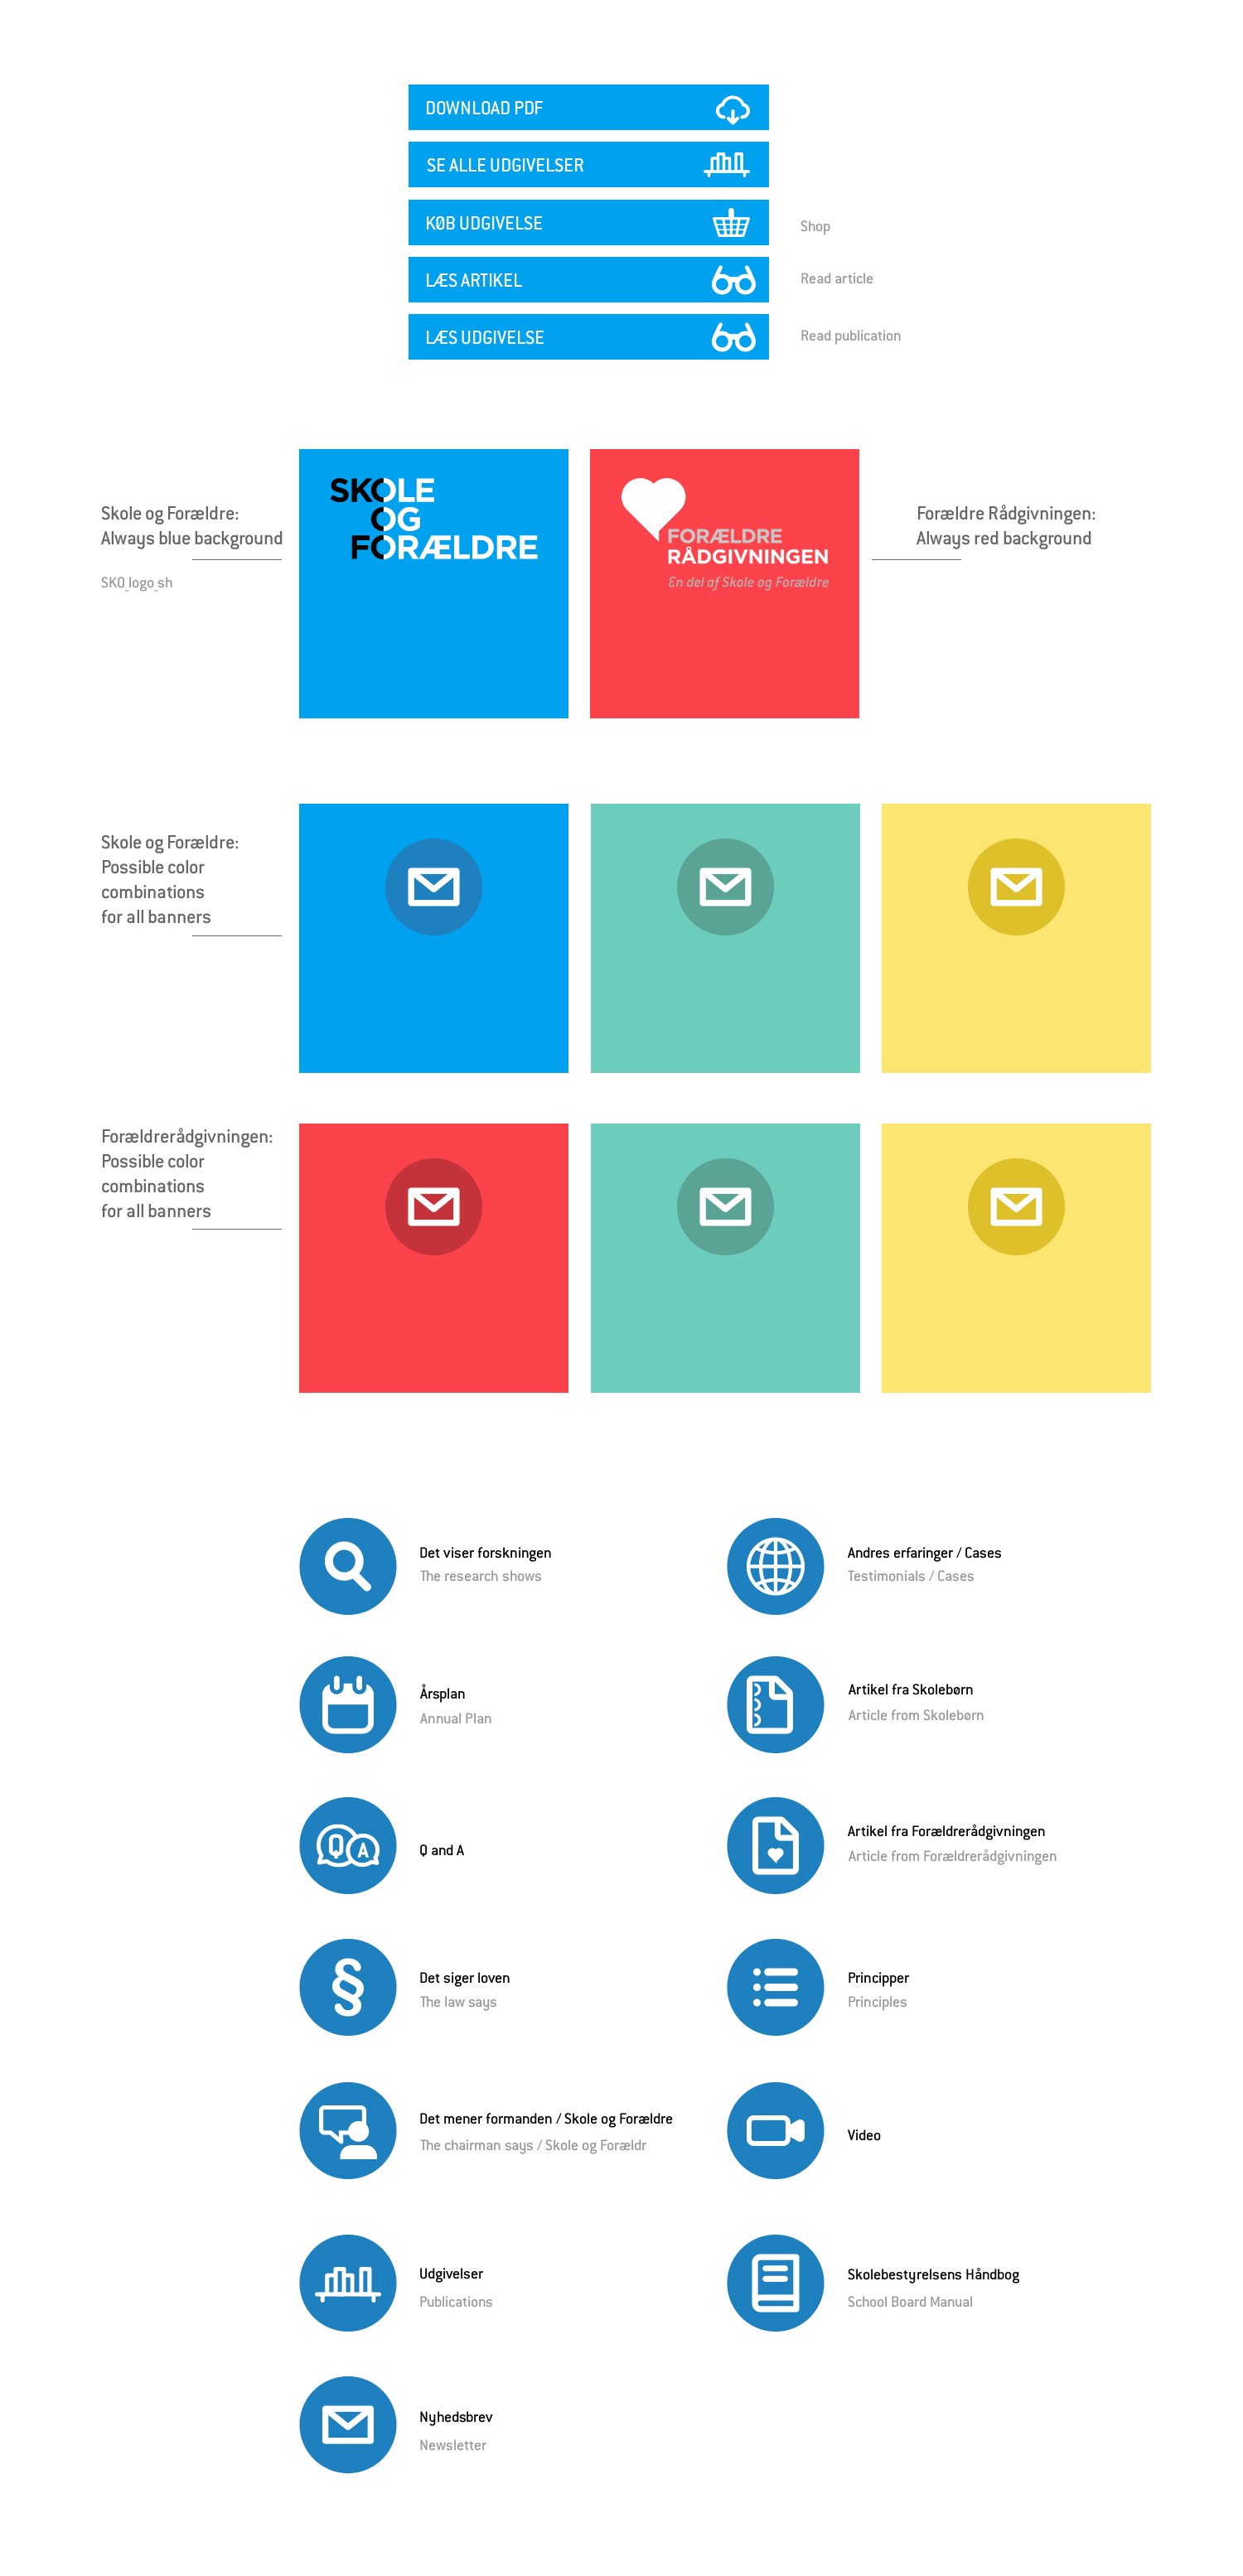 DOWNLOAD PDF
SE ALLE UDGIVELSER
KØB UDGIVELSE
Shop
LÆS ARTIKEL
Read article
LÆS UDGIVELSE
Read publication
Skole og Forældre:
Always blue background
SKO_logo_sh
SKOLE
OG
FORÆLDRE
FORÆLDRE
RÅDGIVNINGEN
En del af Skole og Forældre
Forældre Rådgivningen:
Always red background
Skole og Forældre:
Possible color
combinations
for all banners
Forældrerådgivningen:
Possible color
combinations
for all banners
Det viser forskningen
The research shows
Andres erfaringer / Cases
Testimonials / Cases
Årsplan
Annual Plan
Artikel fra Skolebørn
Article from Skolebørn
Q A
Q and A
Artikel fra Forældrerådgivningen
Article from Forældrerådgivningen
§
Det siger loven
The law says
Principper
Principles
Det mener formanden / Skole og Forældre
The chairman says / Skole og Forældr
Video
Udgivelser
Publications
Skolebestyrelsens Håndbog
School Board Manual
Nyhedsbrev
Newsletter